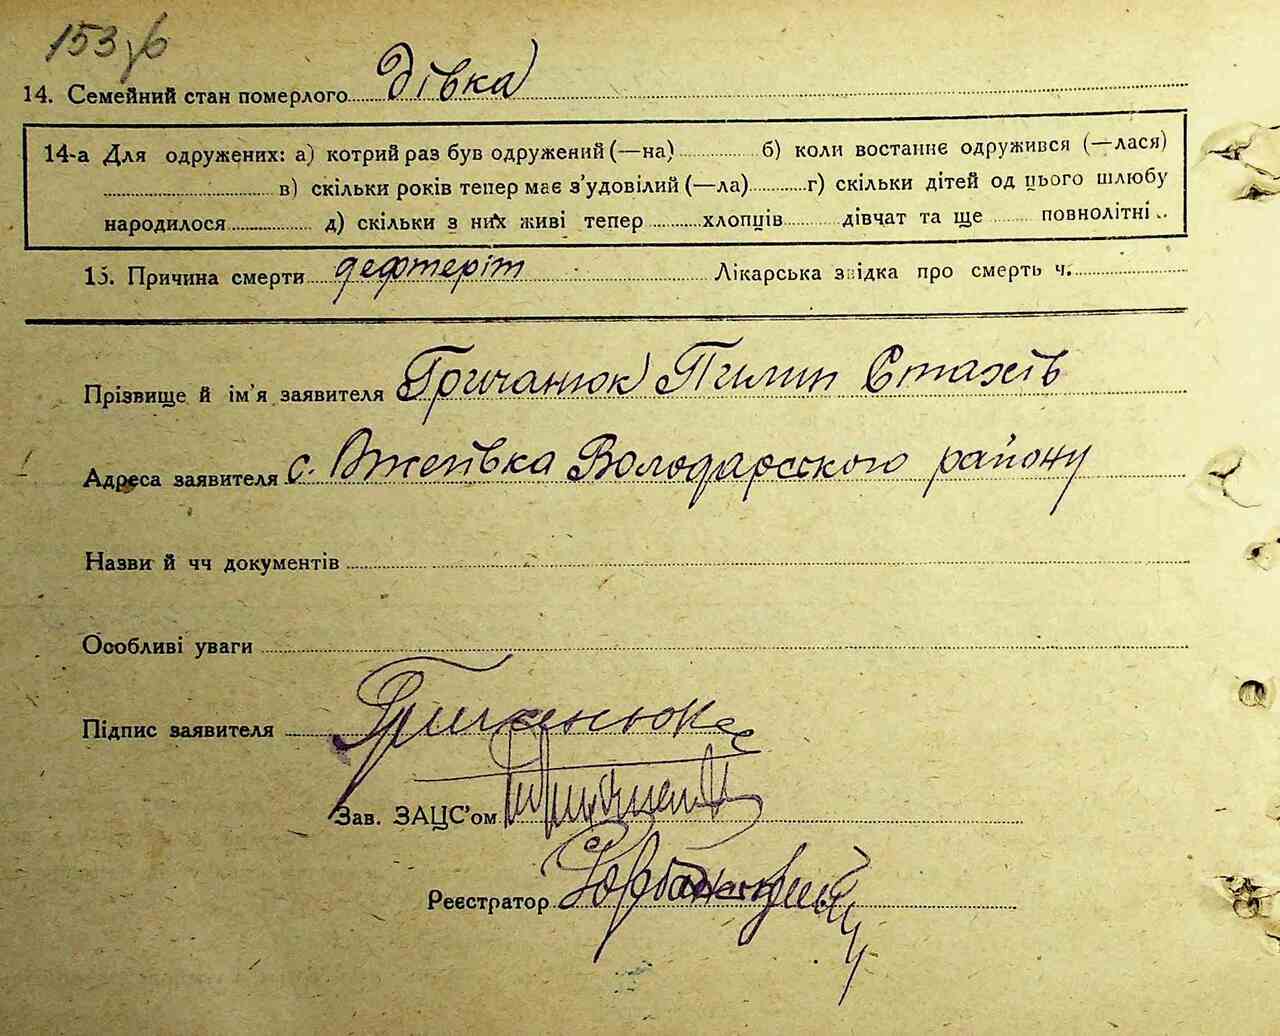 153 зв
14. Семейний стан померлого дівка
14-а Для одружених: а) котрий раз був одружений (—на) б) коли востаннє одружився (—лася)
в) скільки років тепер має з’удовілий (—ла) г) скільки дітей од цього шлюбу
народилося д) скільки з них живі тепер хлопців дівчат та ще повнолітні
15. Причина смерти дефтеріт Лікарська звідка про смерть ч.
Прізвище й ім’я заявителя Гричанюк Пилип Стахів
Адреса заявителя с. Володарсского району
Назви й чч документів
Особливі уваги
Підпис заявителя
Зав. ЗАЦС’ом
Реєстратор